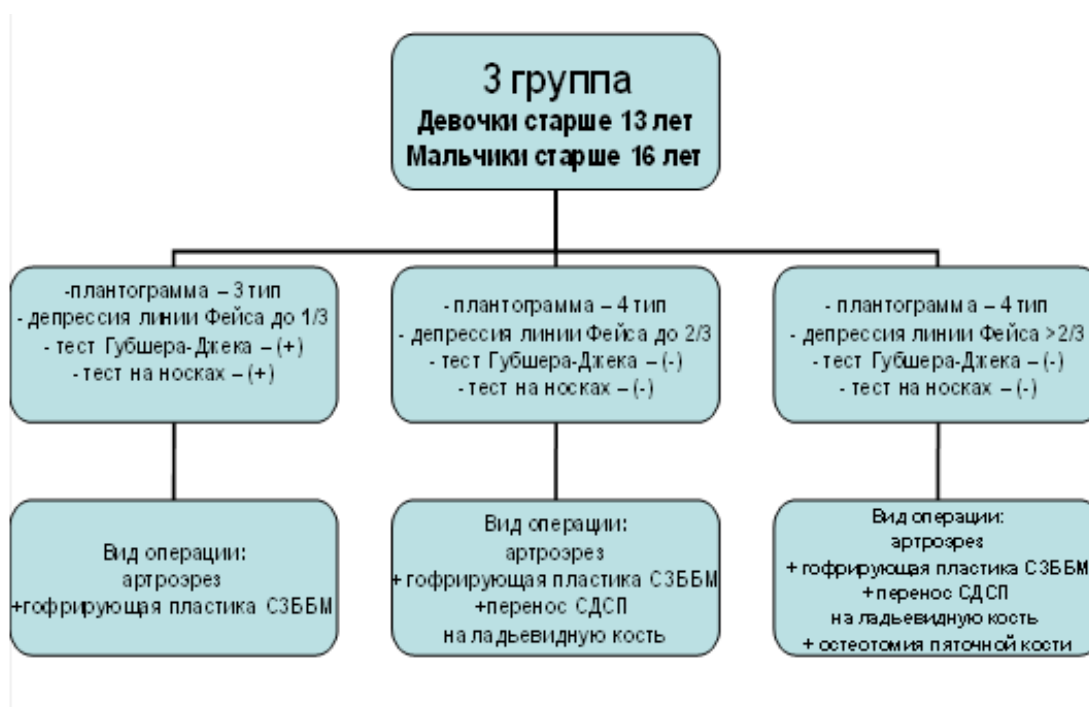 3 группа
Девочки старше 13 лет
Мальчики старше 16 лет
-плантограмма – 3 тип
- депрессия линии Фейса до 1/3
- тест Губшера-Джека – (+)
- тест на носках – (+)
- плантограмма – 4 тип
- депрессия линии Фейса до 2/3
- тест Губшера-Джека – (-)
- тест на носках – (-)
- плантограмма – 4 тип
- депрессия линии Фейса >2/3
- тест Губшера-Джека – (-)
- тест на носках – (-)
Вид операции:
артроэрез
+гофрирующая пластика СЗББМ
Вид операции:
артроэрез
+ гофрирующая пластика СЗББМ
+перенос СДСП
на ладьевидную кость
Вид операции:
артроэрез
+ гофрирующая пластика СЗББМ
+ перенос СДСП
на ладьевидную кость
+ остеотомия пяточной кости